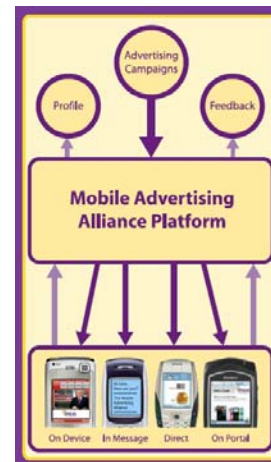 Advertising
Campaigns
Profile
Feedback
Mobile Advertising
Alliance Platform
On Device
In Message
Direct
On Portal